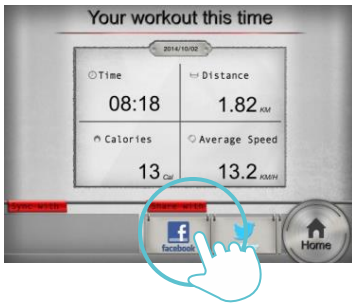 Your workout this time
2014/10/02
Time Distance
08:18 1.82 KM
Calories Average Speed
13 Cal 13.2 KM/H
Sync with Share with
facebook
Home